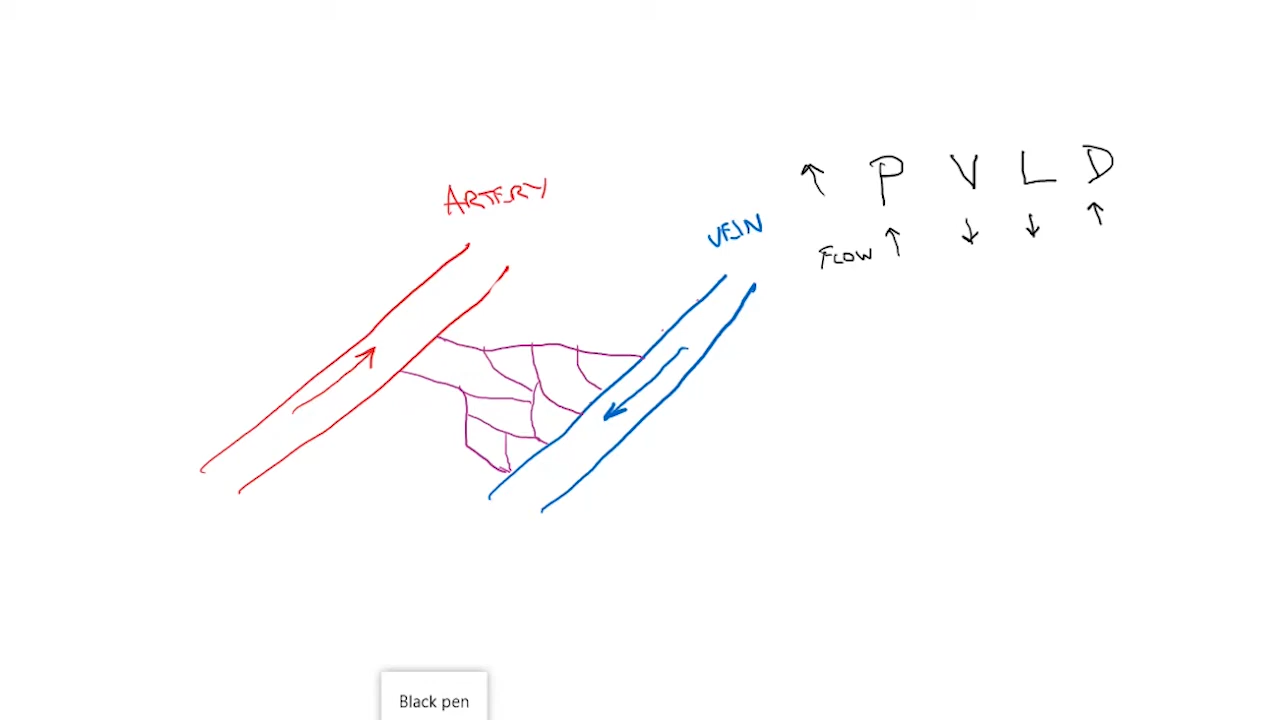 ARTERY
VEIN
↑ P V L D
FLOW ↑ ↓ ↓ ↑
Black pen